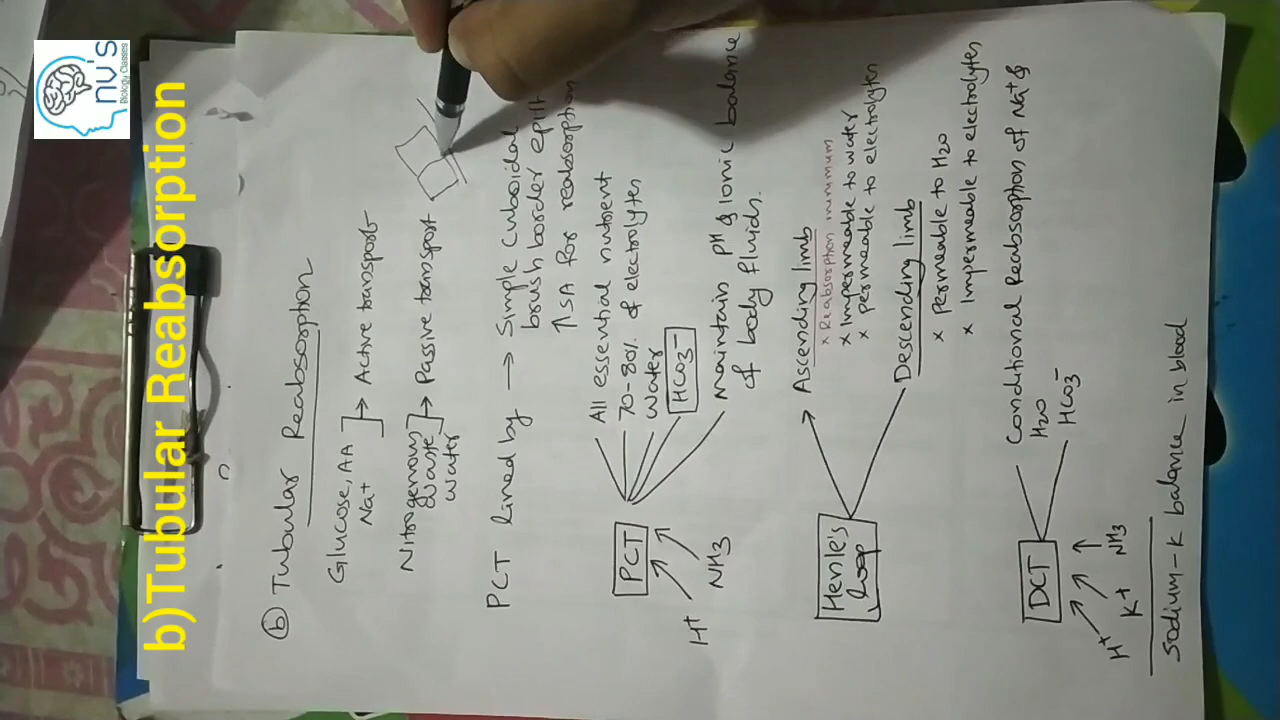 nv's
Biology Classes
b)Tubular Reabsorption
(b) Tubular Reabsorption
Glucose, AA
Na+
] → Active transport
Nitrogenous
waste
water
] → Passive transport
PCT lined by → Simple cuboidal
brush border
↑ SA for reabsorption
PCT
H+
NH3
All essential nutrient
70-80% of electrolytes
water
HCO3-
maintain pH & ionic balance
of body fluids.
Henle's
loop
Ascending limb
x Reabsorption minimum
x Impermeable to water
x permeable to electrolytes
Descending limb
x permeable to H2O
x Impermeable to electrolytes
DCT
H+
K+
NH3
Conditional Reabsorption of Na+ &
H2O
HCO3-
Sodium-K balance in blood